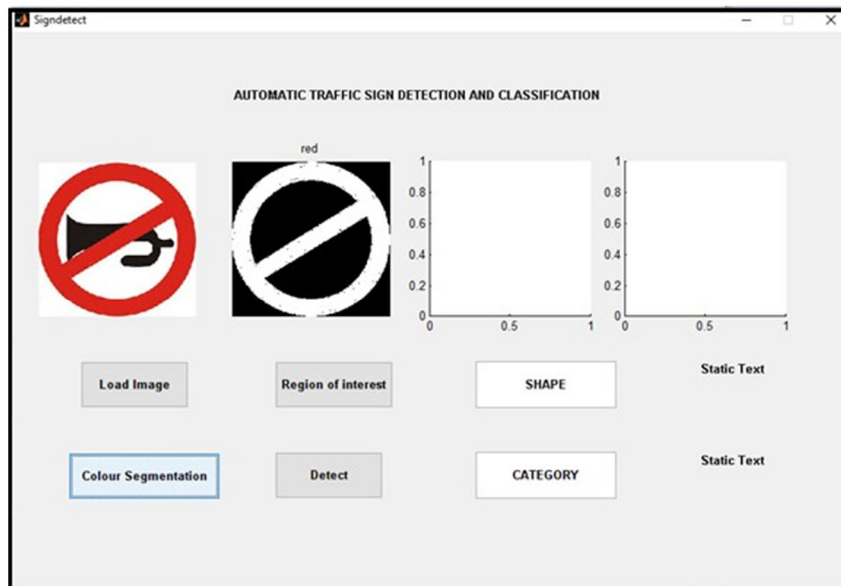 Signdetect
AUTOMATIC TRAFFIC SIGN DETECTION AND CLASSIFICATION
red
1
0.8
0.6
0.4
0.2
0
0 0.5 1
1
0.8
0.6
0.4
0.2
0
0 0.5 1
Load Image
Region of interest
SHAPE
Static Text
Colour Segmentation
Detect
CATEGORY
Static Text